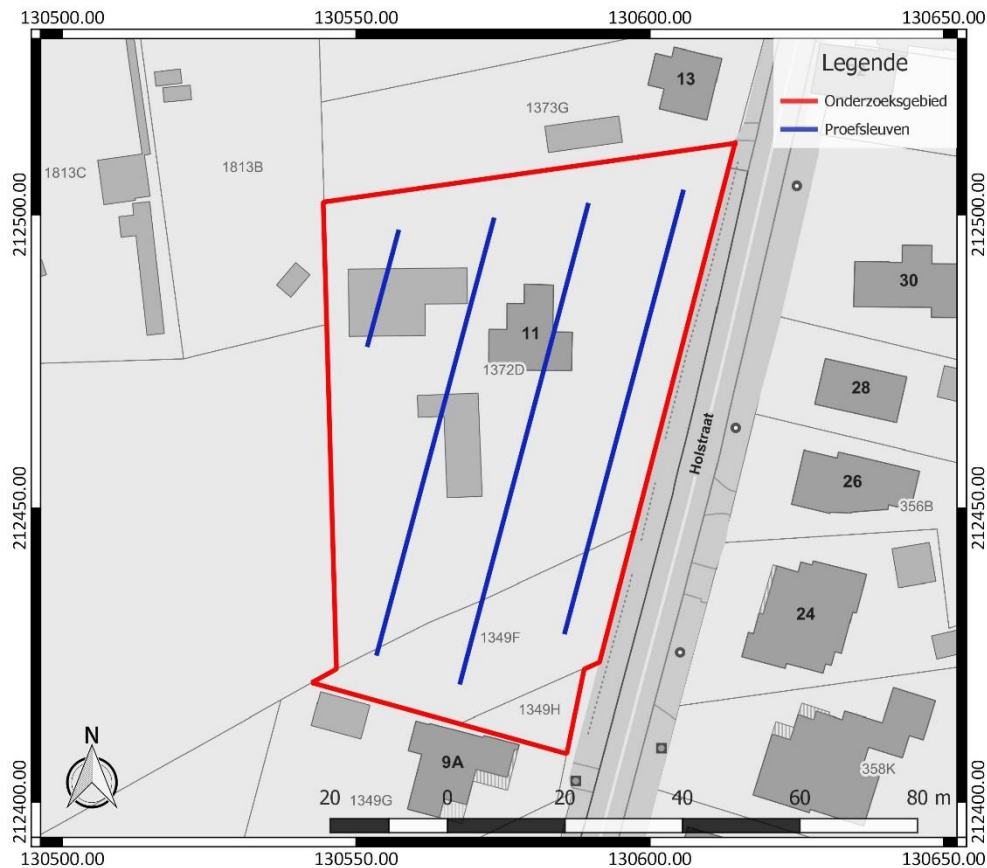 130500.00 130550.00 130600.00 130650.00
Legende
Onderzoeksgebied
Proefsleuven
13
1373G
1813C
1813B
212500.00
212500.00
30
11
1372D
28
Holstraat
26
356B
212450.00
212450.00
24
1349F
1349H
N
9A
358K
1349G
20 0 20 40 60 80 m
212400.00
212400.00
130500.00 130550.00 130600.00 130650.00